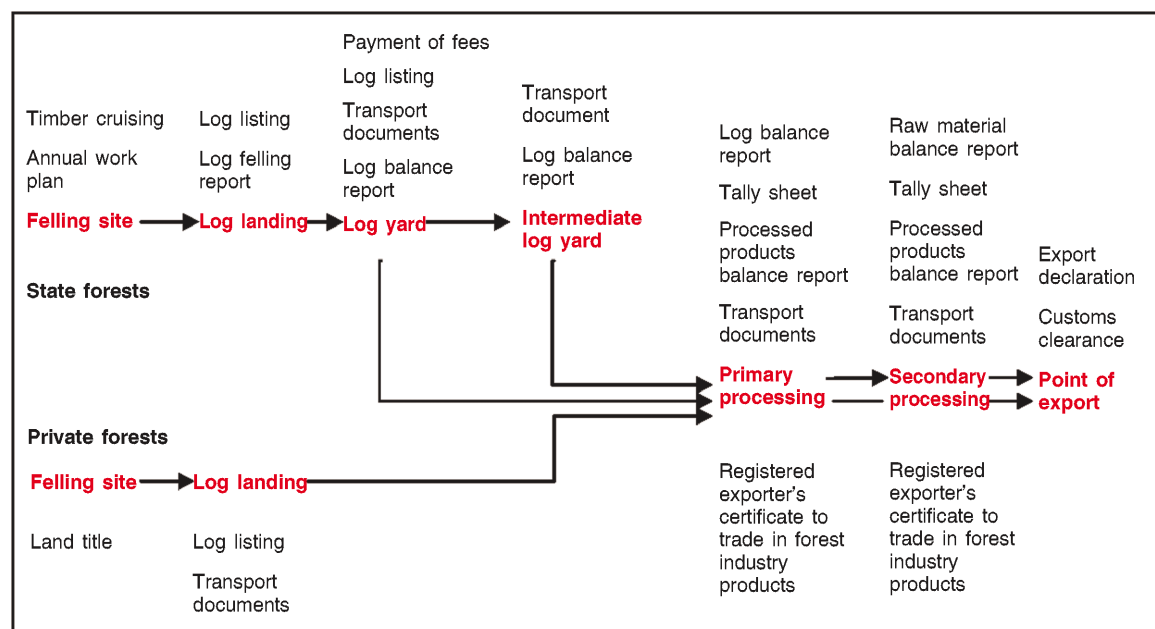 Timber cruising
Annual work
plan
Felling site
Log listing
Log felling
report
Log landing
Payment of fees
Log listing
Transport
documents
Log balance
report
Log yard
Transport
document
Log balance
report
Intermediate
log yard
State forests
Log balance
report
Tally sheet
Processed
products
balance report
Transport
documents
Primary
processing
Raw material
balance report
Tally sheet
Processed
products
balance report
Transport
documents
Secondary
processing
Export
declaration
Customs
clearance
Point of
export
Private forests
Felling site
Land title
Log landing
Log listing
Transport
documents
Registered
exporter's
certificate to
trade in forest
industry
products
Registered
exporter's
certificate to
trade in forest
industry
products